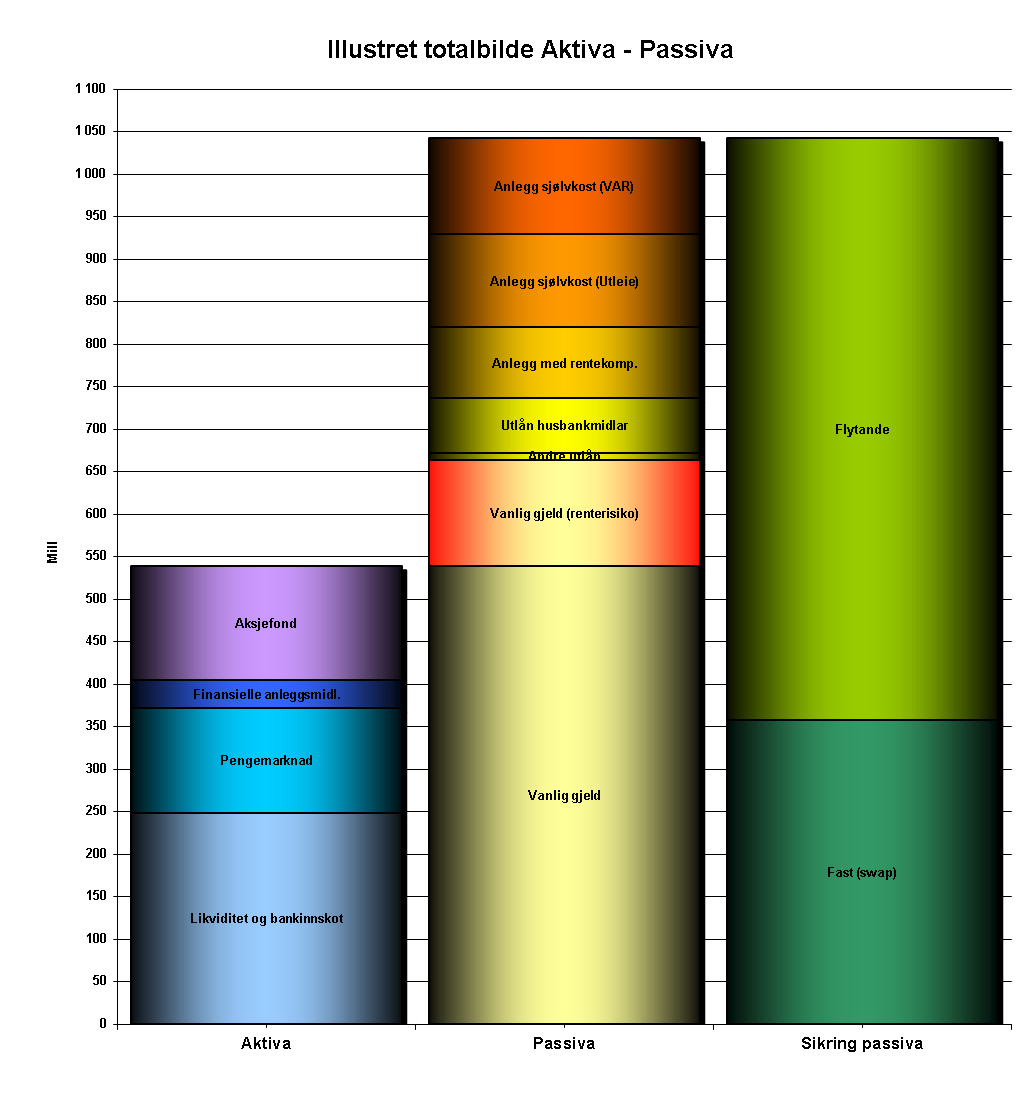 Illustret totalbilde Aktiva - Passiva
1 100
1 050
1 000
950
900
850
800
750
700
650
600
550
500
450
400
350
300
250
200
150
100
50
0
Mill
Anlegg sjølvkost (VAR)
Anlegg sjølvkost (Utleie)
Anlegg med rentekomp.
Utlån husbankmidlar
Andre utlån
Vanlig gjeld (renterisiko)
Vanlig gjeld
Flytande
Fast (swap)
Aksjefond
Finansielle anleggsmidl.
Pengemarknad
Likviditet og bankinnskot
Aktiva
Passiva
Sikring passiva